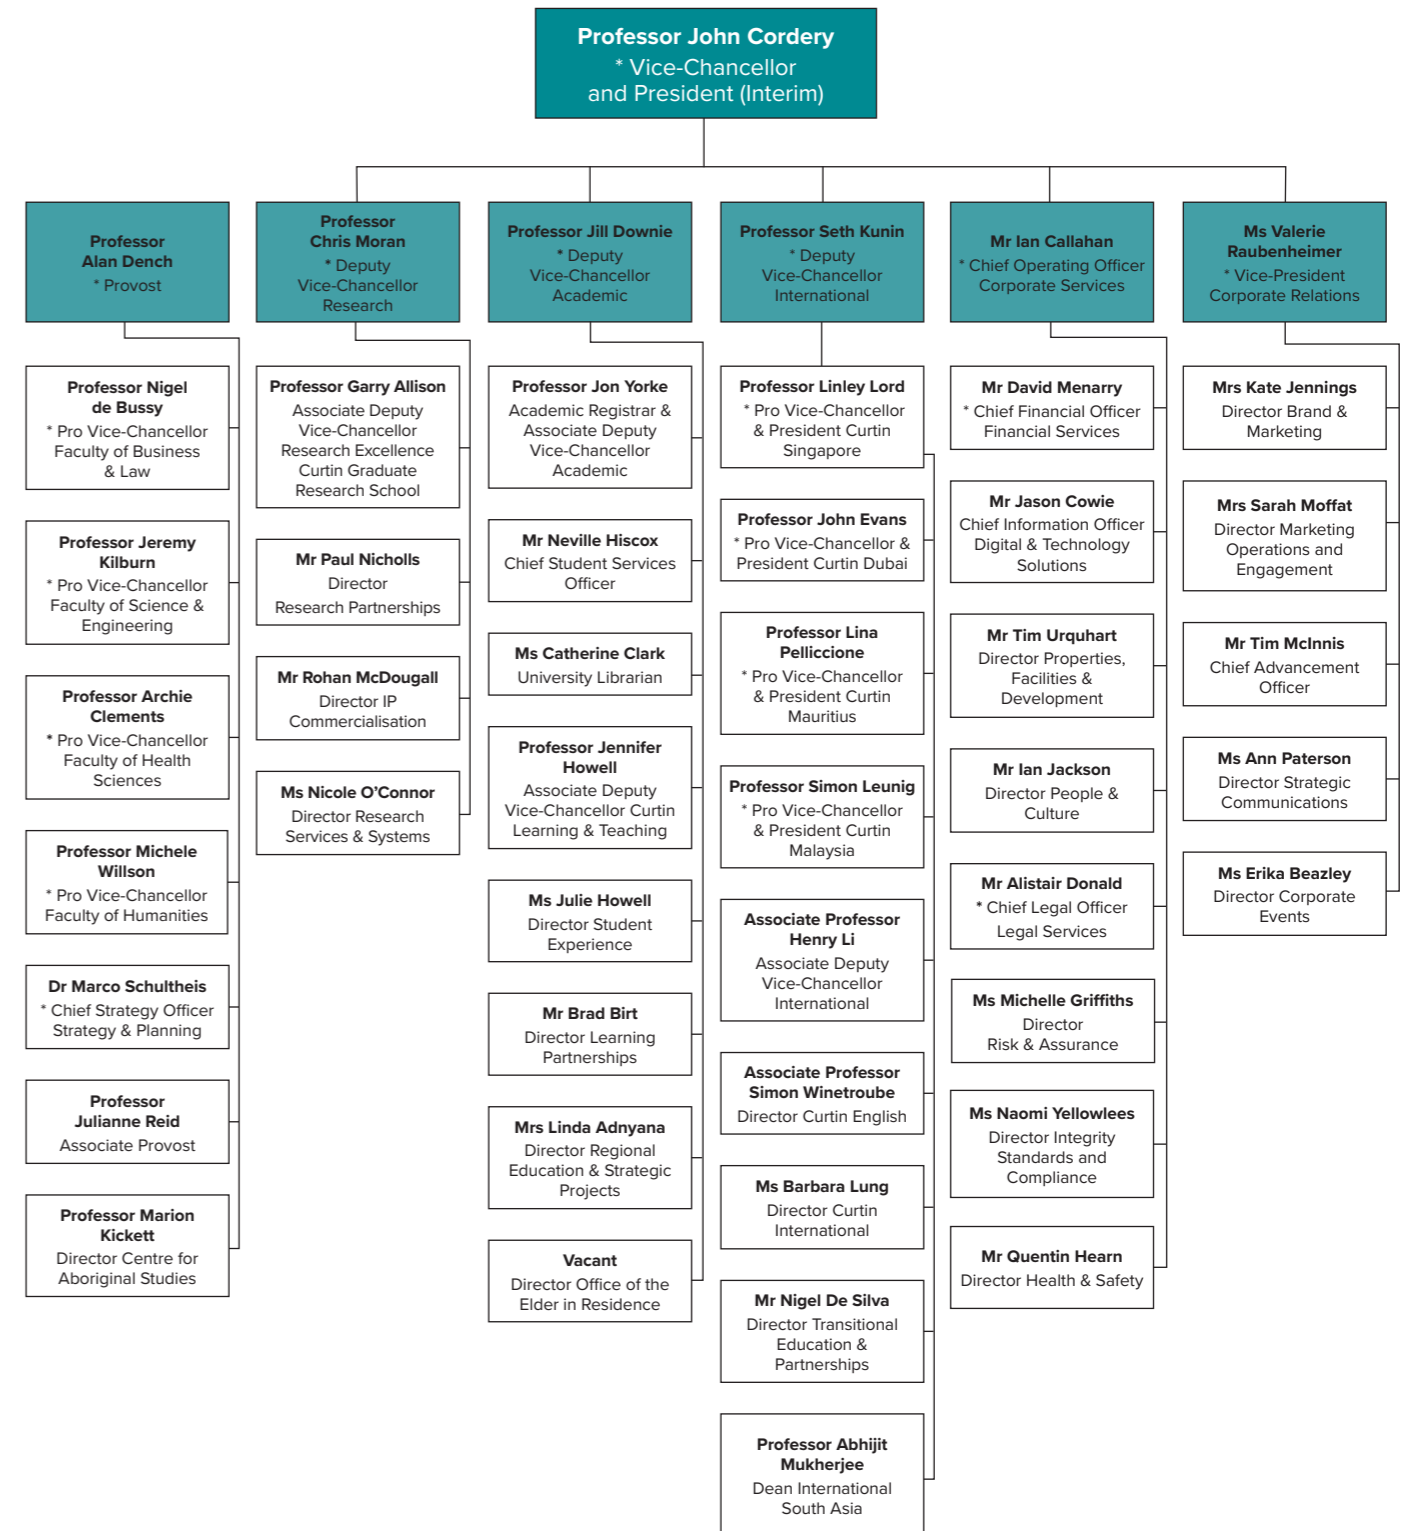 Professor John Cordery
* Vice-Chancellor
and President (Interim)
Professor
Alan Dench
* Provost
Professor Nigel
de Bussy
* Pro Vice-Chancellor
Faculty of Business
& Law
Professor Jeremy
Kilburn
* Pro Vice-Chancellor
Faculty of Science &
Engineering
Professor Archie
Clements
* Pro Vice-Chancellor
Faculty of Health
Sciences
Professor Michele
Willson
* Pro Vice-Chancellor
Faculty of Humanities
Dr Marco Schultheis
* Chief Strategy Officer
Strategy & Planning
Professor
Julianne Reid
Associate Provost
Professor Marion
Kickett
Director Centre for
Aboriginal Studies
Professor
Chris Moran
* Deputy
Vice-Chancellor
Research
Professor Garry Allison
Associate Deputy
Vice-Chancellor
Research Excellence
Curtin Graduate
Research School
Mr Paul Nicholls
Director
Research Partnerships
Mr Rohan McDougall
Director IP
Commercialisation
Ms Nicole O’Connor
Director Research
Services & Systems
Professor Jill Downie
* Deputy
Vice-Chancellor
Academic
Professor Jon Yorke
Academic Registrar &
Associate Deputy
Vice-Chancellor
Academic
Mr Neville Hiscox
Chief Student Services
Officer
Ms Catherine Clark
University Librarian
Professor Jennifer
Howell
Associate Deputy
Vice-Chancellor Curtin
Learning & Teaching
Ms Julie Howell
Director Student
Experience
Mr Brad Birt
Director Learning
Partnerships
Mrs Linda Adnyana
Director Regional
Education & Strategic
Projects
Vacant
Director Office of the
Elder in Residence
Professor Seth Kunin
* Deputy
Vice-Chancellor
International
Professor Linley Lord
* Pro Vice-Chancellor
& President Curtin
Singapore
Professor John Evans
* Pro Vice-Chancellor &
President Curtin Dubai
Professor Lina
Pelliccione
* Pro Vice-Chancellor
& President Curtin
Mauritius
Professor Simon Leunig
* Pro Vice-Chancellor
& President Curtin
Malaysia
Associate Professor
Henry Li
Associate Deputy
Vice-Chancellor
International
Associate Professor
Simon Winetroube
Director Curtin English
Ms Barbara Lung
Director Curtin
International
Mr Nigel De Silva
Director Transitional
Education &
Partnerships
Professor Abhijit
Mukherjee
Dean International
South Asia
Mr Ian Callahan
* Chief Operating Officer
Corporate Services
Mr David Menarry
* Chief Financial Officer
Financial Services
Mr Jason Cowie
Chief Information Officer
Digital & Technology
Solutions
Mr Tim Urquhart
Director Properties,
Facilities &
Development
Mr Ian Jackson
Director People &
Culture
Mr Alistair Donald
* Chief Legal Officer
Legal Services
Ms Michelle Griffiths
Director
Risk & Assurance
Ms Naomi Yellowlees
Director Integrity
Standards and
Compliance
Mr Quentin Hearn
Director Health & Safety
Ms Valerie
Raubenheimer
* Vice-President
Corporate Relations
Mrs Kate Jennings
Director Brand &
Marketing
Mrs Sarah Moffat
Director Marketing
Operations and
Engagement
Mr Tim McInnis
Chief Advancement
Officer
Ms Ann Paterson
Director Strategic
Communications
Ms Erika Beazley
Director Corporate
Events